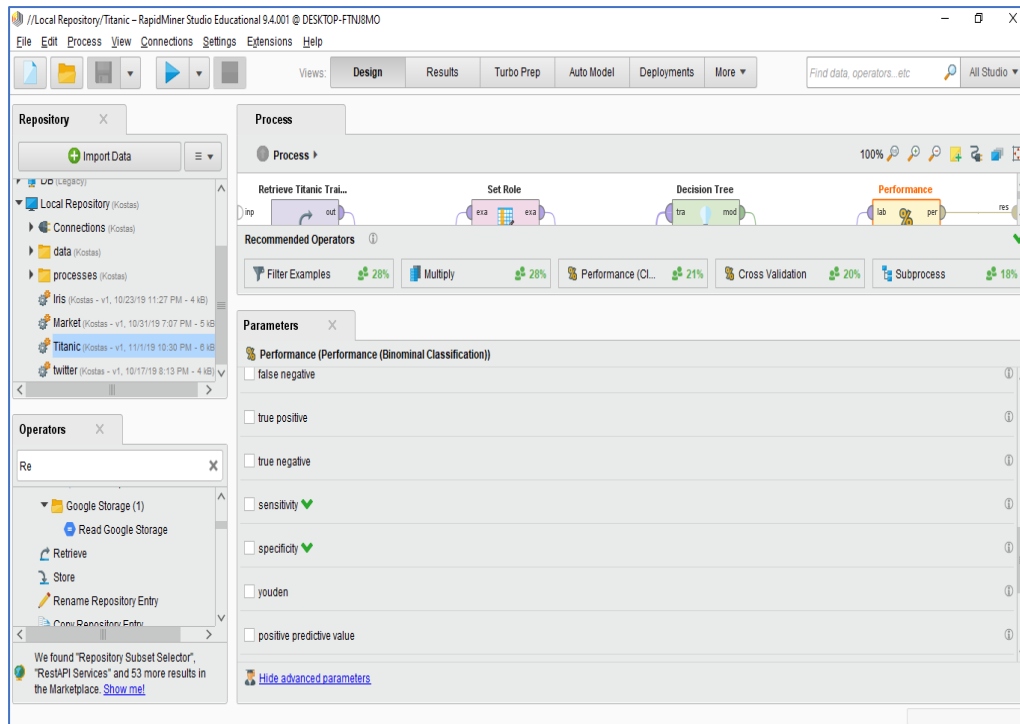 //Local Repository/Titanic – RapidMiner Studio Educational 9.4.001 @ DESKTOP-FTNJ8MO
File Edit Process View Connections Settings Extensions Help
Views: Design Results Turbo Prep Auto Model Deployments More
Find data, operators...etc
All Studio
Repository
Import Data
DB (Legacy)
Local Repository (Kostas)
Connections (Kostas)
data (Kostas)
processes (Kostas)
Iris (Kostas - v1, 10/23/19 11:27 PM - 4 kB)
Market (Kostas - v1, 10/31/19 7:07 PM - 5 kB
Titanic (Kostas - v1, 11/1/19 10:30 PM - 6 kB
twitter (Kostas - v1, 10/17/19 8:13 PM - 4 kB)
Operators
Re
Google Storage (1)
Read Google Storage
Retrieve
Store
Rename Repository Entry
Copy Repository Entry
We found "Repository Subset Selector",
"RestAPI Services" and 53 more results in
the Marketplace. Show me!
Process
Process
100%
Retrieve Titanic Trai... Set Role Decision Tree Performance
inp out exa exa tra mod lab per res
Recommended Operators
Filter Examples 28% Multiply 28% Performance (Cl... 21% Cross Validation 20% Subprocess 18%
Parameters
Performance (Performance (Binominal Classification))
false negative
true positive
true negative
sensitivity
specificity
youden
positive predictive value
Hide advanced parameters